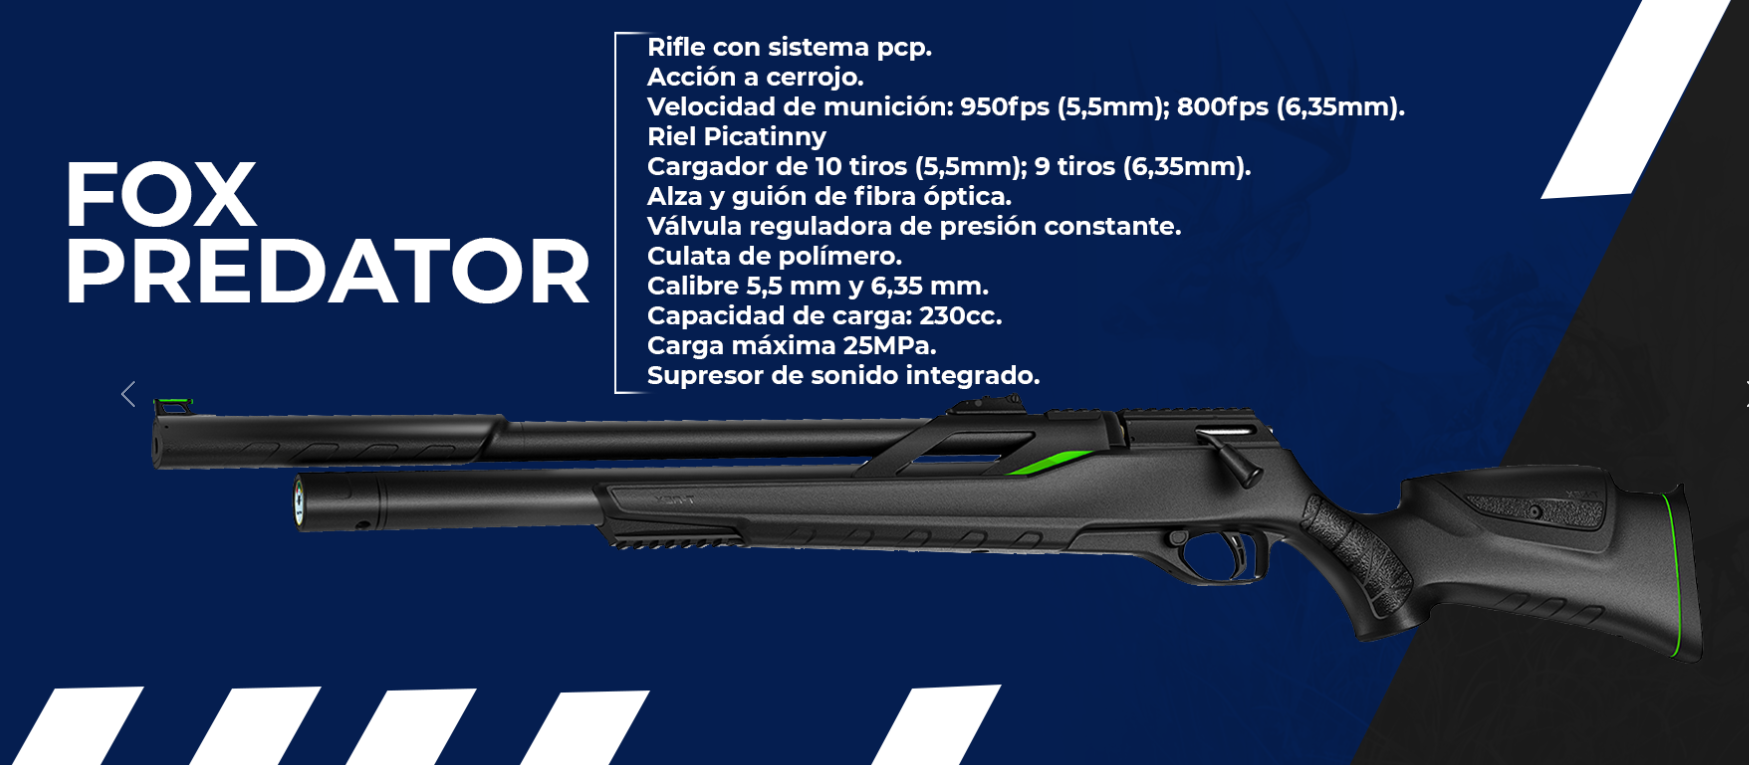 FOX
PREDATOR
Rifle con sistema pcp.
Acción a cerrojo.
Velocidad de munición: 950fps (5,5mm); 800fps (6,35mm).
Riel Picatinny
Cargador de 10 tiros (5,5mm); 9 tiros (6,35mm).
Alza y guión de fibra óptica.
Válvula reguladora de presión constante.
Culata de polímero.
Calibre 5,5 mm y 6,35 mm.
Capacidad de carga: 230cc.
Carga máxima 25MPa.
Supresor de sonido integrado.